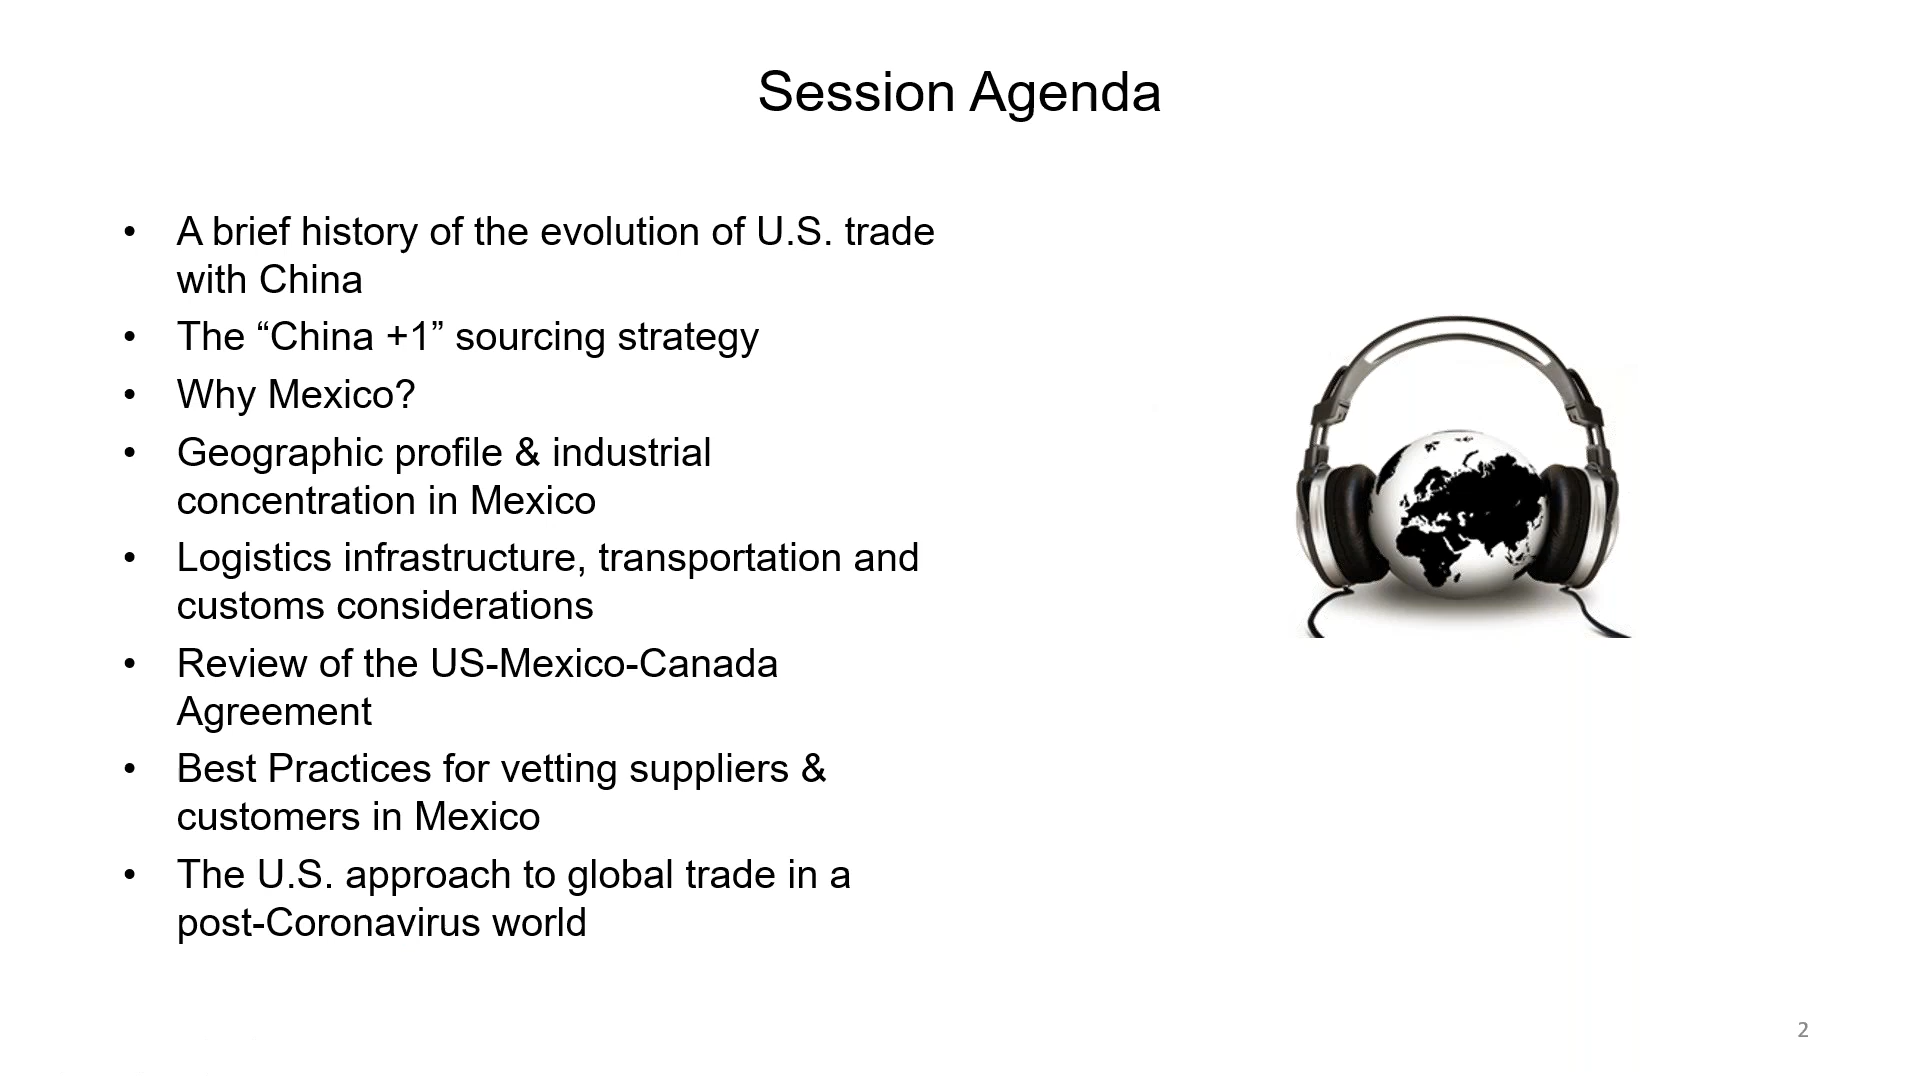 Session Agenda
• A brief history of the evolution of U.S. trade
with China
• The “China +1” sourcing strategy
• Why Mexico?
• Geographic profile & industrial
concentration in Mexico
• Logistics infrastructure, transportation and
customs considerations
• Review of the US-Mexico-Canada
Agreement
• Best Practices for vetting suppliers &
customers in Mexico
• The U.S. approach to global trade in a
post-Coronavirus world
2